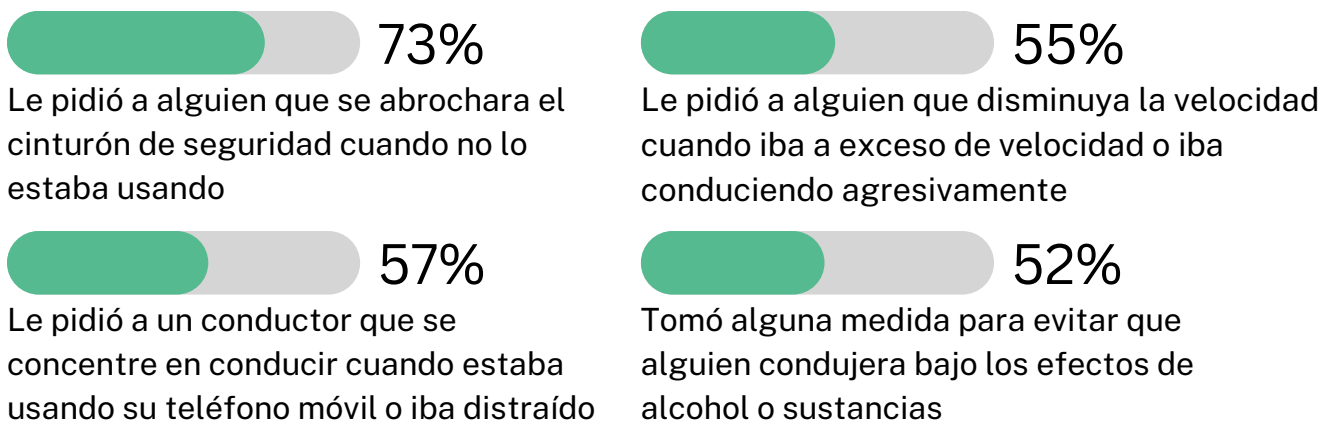 73%
Le pidió a alguien que se abrochara el
cinturón de seguridad cuando no lo
estaba usando
55%
Le pidió a alguien que disminuya la velocidad
cuando iba a exceso de velocidad o iba
conduciendo agresivamente
57%
Le pidió a un conductor que se
concentre en conducir cuando estaba
usando su teléfono móvil o iba distraído
52%
Tomó alguna medida para evitar que
alguien condujera bajo los efectos de
alcohol o sustancias